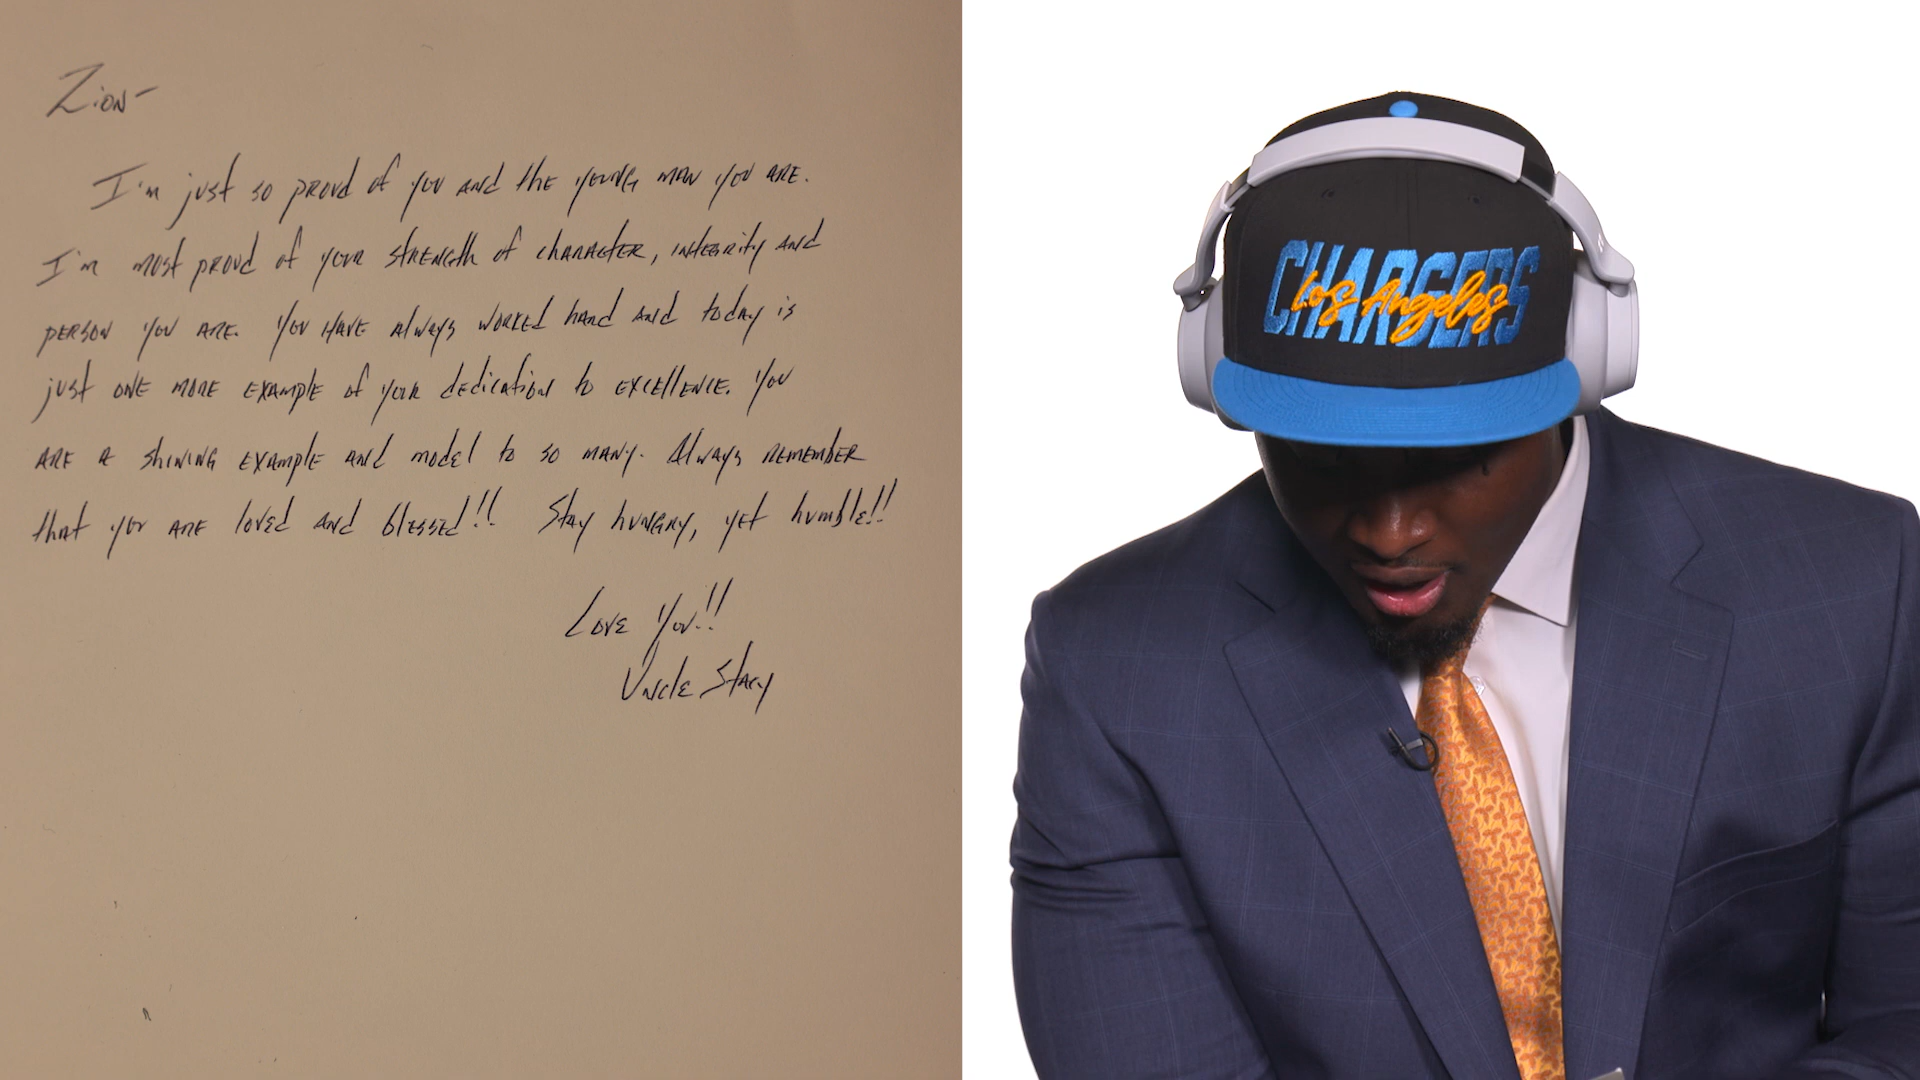 Zion-
I'm just so proud of you and the young man you are.
I'm most proud of your strength of character, integrity and
person you are. You have always worked hard and today is
just one more example of your dedication to excellence. You
are a shining example and model to so many. Always remember
that you are loved and blessed!! Stay hungry, yet humble!!
Love You!!
Uncle Stacy
CHARGERS
Los Angeles